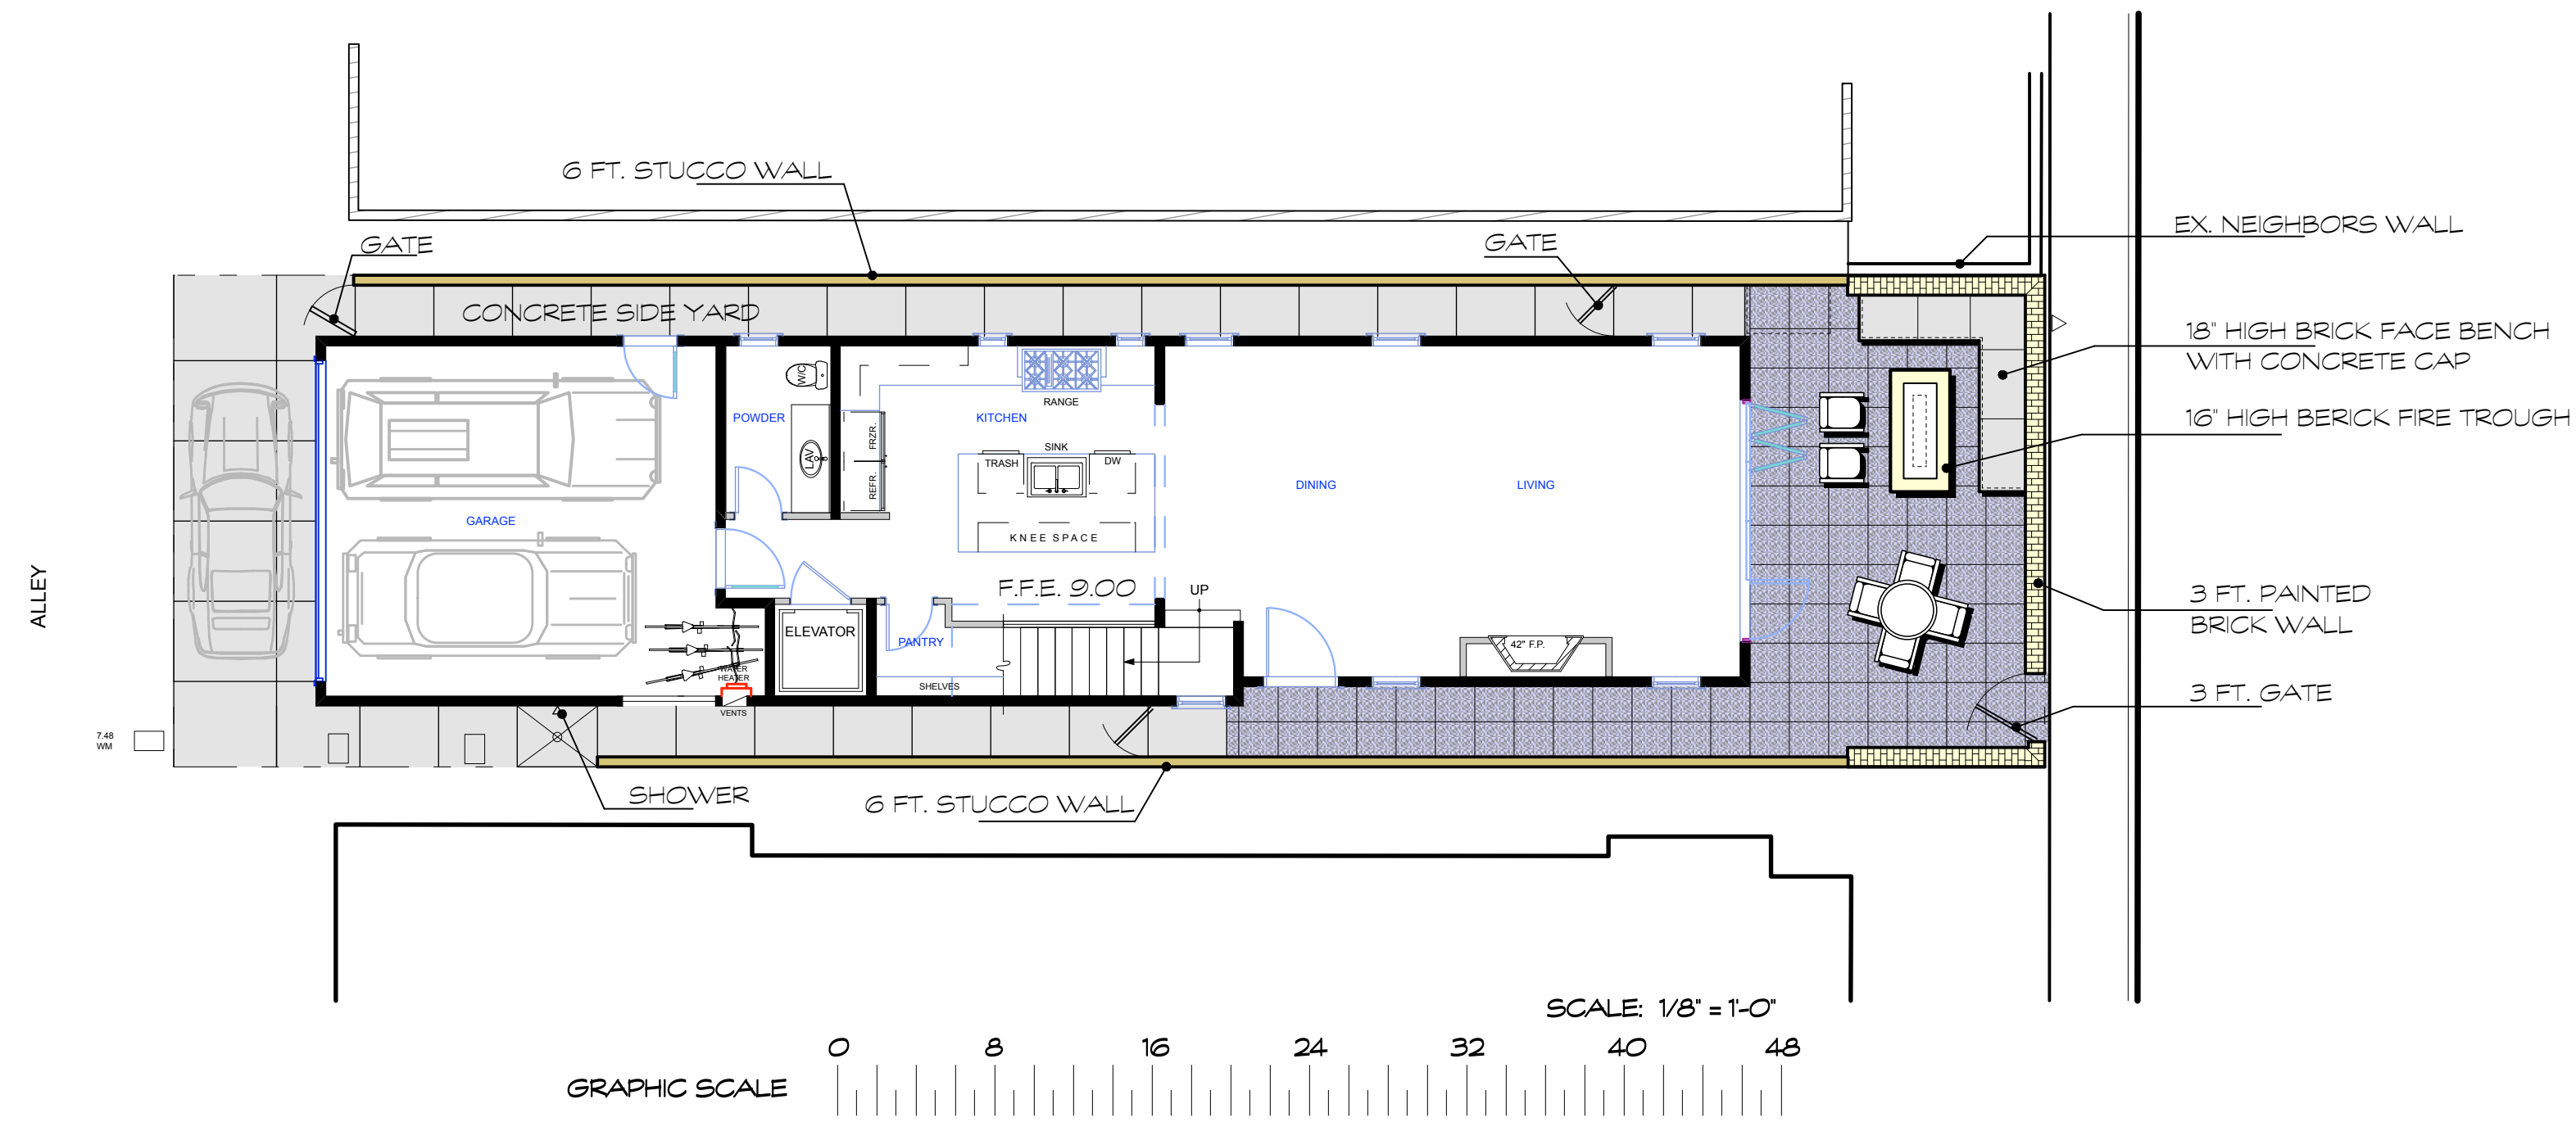 6 FT. STUCCO WALL
GATE
GATE
EX. NEIGHBORS WALL
CONCRETE SIDE YARD
18" HIGH BRICK FACE BENCH
WITH CONCRETE CAP
16" HIGH BERICK FIRE TROUGH
W/C
RANGE
POWDER
KITCHEN
FRZR.
REFR.
LAV
SINK
TRASH
DW
DINING
LIVING
GARAGE
KNEE SPACE
ALLEY
F.F.E. 9.00
UP
3 FT. PAINTED
BRICK WALL
ELEVATOR
PANTRY
42" F.P.
WATER
HEATER
SHELVES
VENTS
3 FT. GATE
7.48
WM
SHOWER
6 FT. STUCCO WALL
SCALE: 1/8" = 1'-0"
0 8 16 24 32 40 48
GRAPHIC SCALE